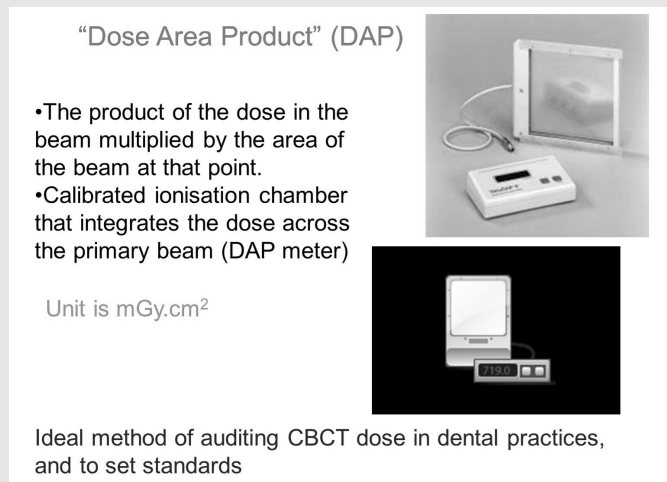 “Dose Area Product” (DAP)
•The product of the dose in the
beam multiplied by the area of
the beam at that point.
•Calibrated ionisation chamber
that integrates the dose across
the primary beam (DAP meter)
Unit is mGy.cm²
719.0
Ideal method of auditing CBCT dose in dental practices,
and to set standards